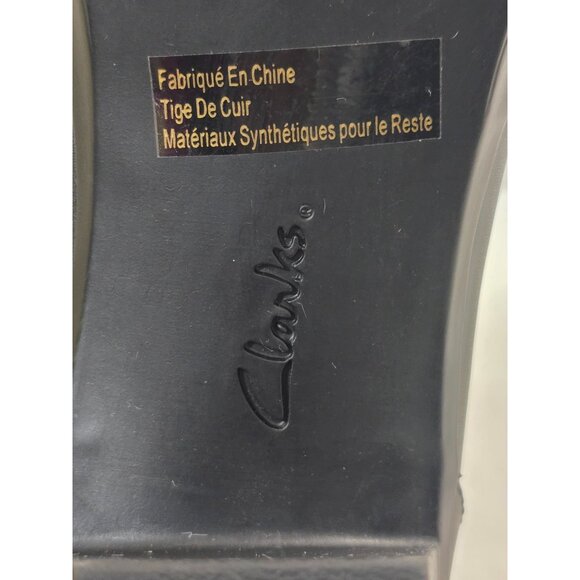 Fabriqué En Chine
Tige De Cuir
Matériaux Synthétiques pour le Reste
Clarks®